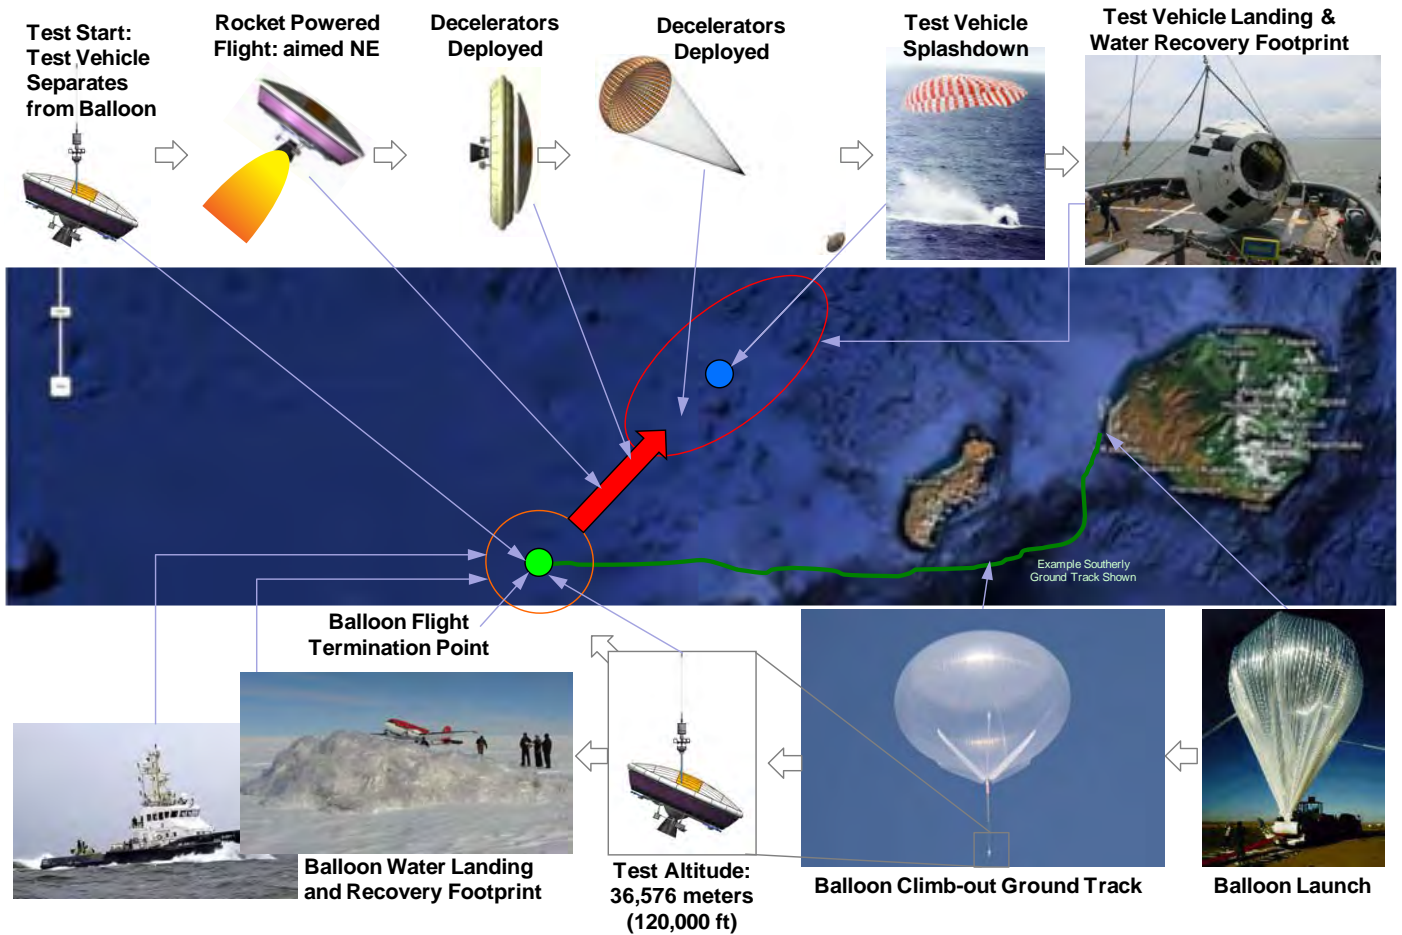 Test Start:
Test Vehicle
Separates
from Balloon
Rocket Powered
Flight: aimed NE
Decelerators
Deployed
Decelerators
Deployed
Test Vehicle
Splashdown
Test Vehicle Landing &
Water Recovery Footprint
Example Southerly
Ground Track Shown
Balloon Flight
Termination Point
Balloon Water Landing
and Recovery Footprint
Test Altitude:
36,576 meters
(120,000 ft)
Balloon Climb-out Ground Track
Balloon Launch